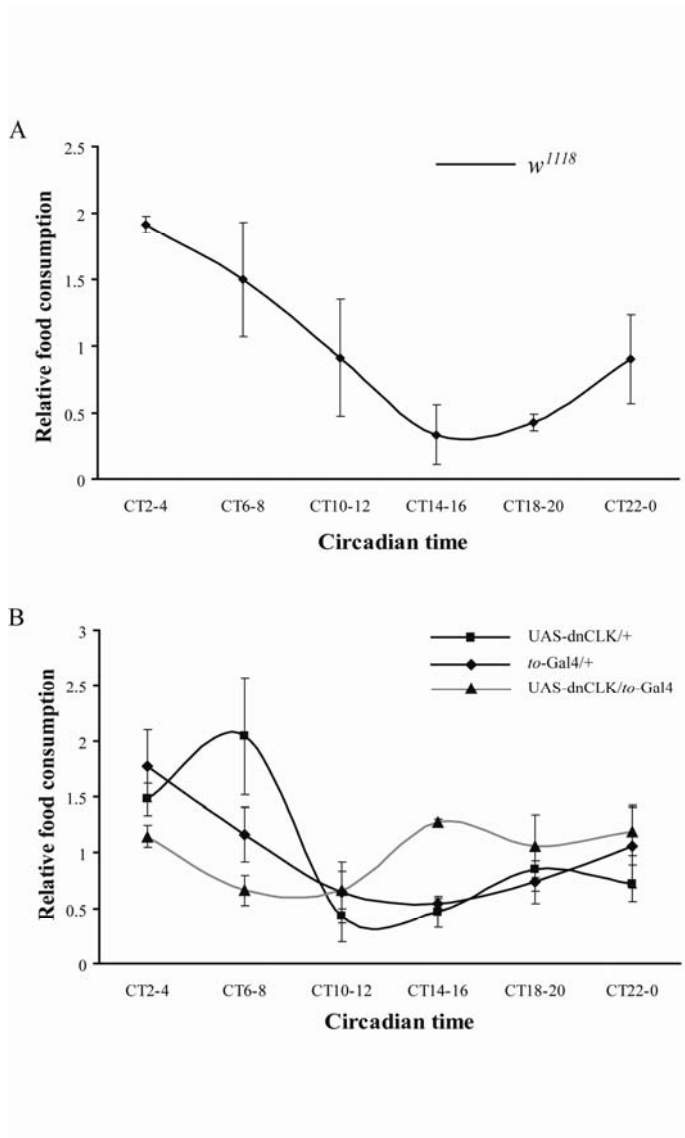 A
2.5
w1118
2
1.5
1
0.5
0
Relative food consumption
CT2-4 CT6-8 CT10-12 CT14-16 CT18-20 CT22-0
Circadian time
B
3
UAS-dnCLK/+
to-Gal4/+
UAS-dnCLK/to-Gal4
2.5
2
1.5
1
0.5
0
Relative food consumption
CT2-4 CT6-8 CT10-12 CT14-16 CT18-20 CT22-0
Circadian time